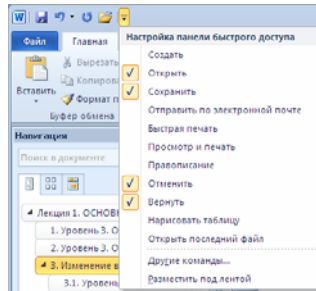 Файл Главная
Настройка панели быстрого доступа
Вырезать
Копирова
Вставить
Формат п
Буфер обмена
Создать
Открыть
Сохранить
Отправить по электронной почте
Быстрая печать
Просмотр и печать
Правописание
Отменить
Вернуть
Нарисовать таблицу
Открыть последний файл
Другие команды...
Разместить под лентой
Навигация
Поиск в документе
Лекция 1. ОСНОВ
1. Уровень 3. О
2. Уровень 3. О
3. Изменение в
3.1. Уровень